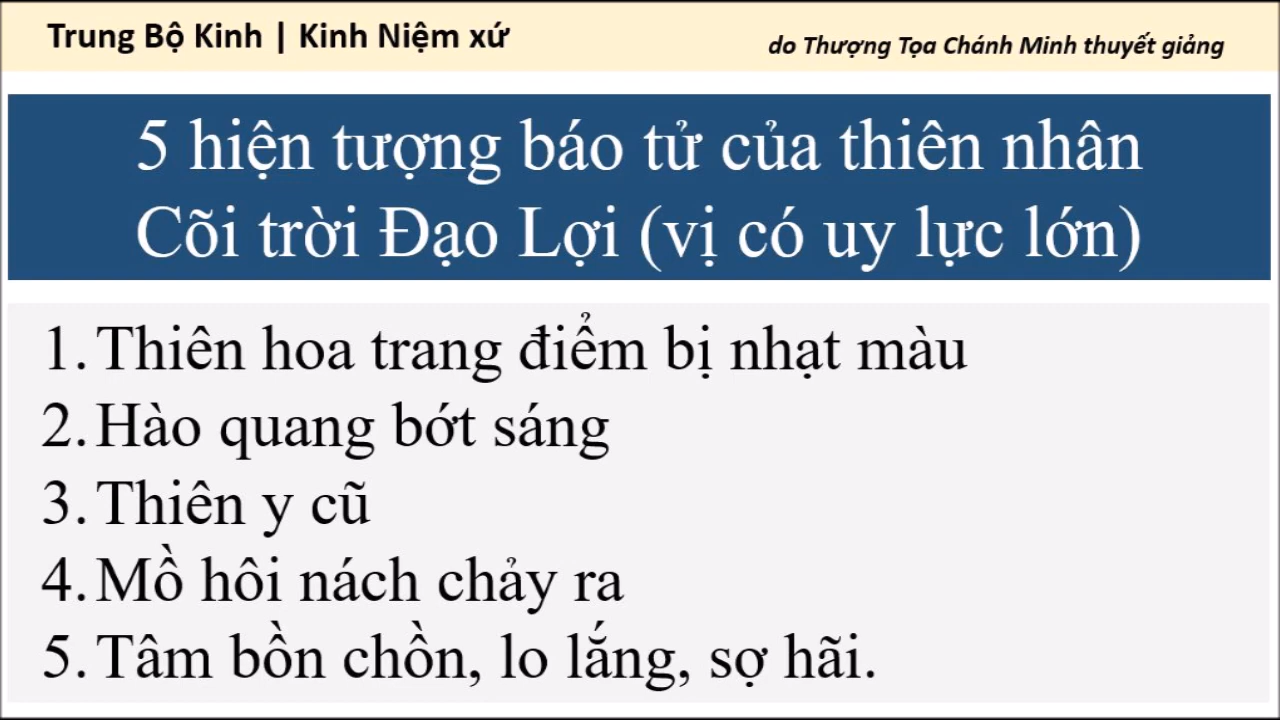 Trung Bộ Kinh | Kinh Niệm xứ
do Thượng Tọa Chánh Minh thuyết giảng
5 hiện tượng báo tử của thiên nhân
Cõi trời Đạo Lợi (vị có uy lực lớn)
1. Thiên hoa trang điểm bị nhạt màu
2. Hào quang bớt sáng
3. Thiên y cũ
4. Mồ hôi nách chảy ra
5. Tâm bồn chồn, lo lắng, sợ hãi.